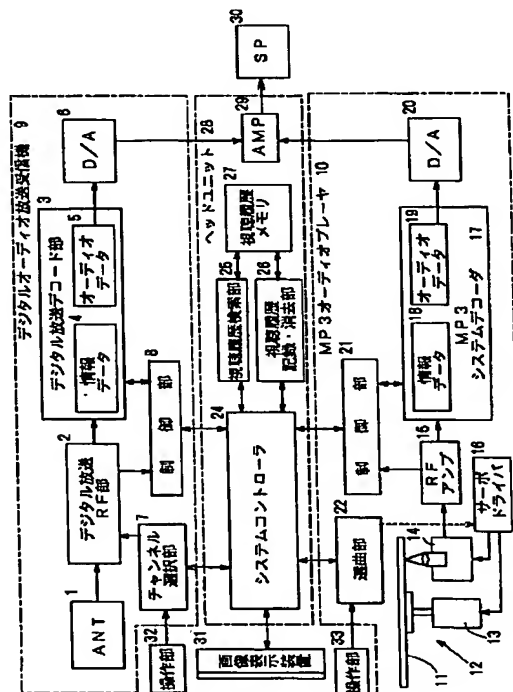 デジタルオーディオ放送受信機 9
ANT
1
デジタル放送
RF部
2
デジタル放送デコード部
3
情報データ
4
オーディオ
データ
5
D/A
6
チャンネル
選択部
7
制御部
8
操作部
32
ヘッドユニット 28
画像表示装置
31
システムコントローラ
24
視聴履歴検索部
25
視聴履歴
記録・消去部
26
視聴履歴
メモリ
27
AMP
29
SP
30
MP3オーディオプレーヤ 10
操作部
33
選曲部
22
制御部
21
11
12
13
14
RF
アンプ
15
サーボ
ドライバ
16
MP3
システムデコーダ
17
情報データ
18
オーディオ
データ
19
D/A
20